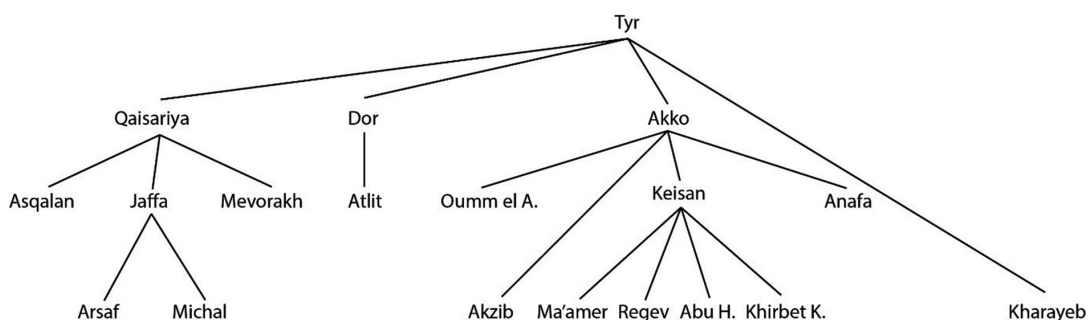 Tyr
Qaisariya Dor Akko
Asqalan Jaffa Mevorakh Atlit Oumm el A. Keisan Anafa
Arsaf Michal Akzib Ma'amer Regev Abu H. Khirbet K. Kharayeb